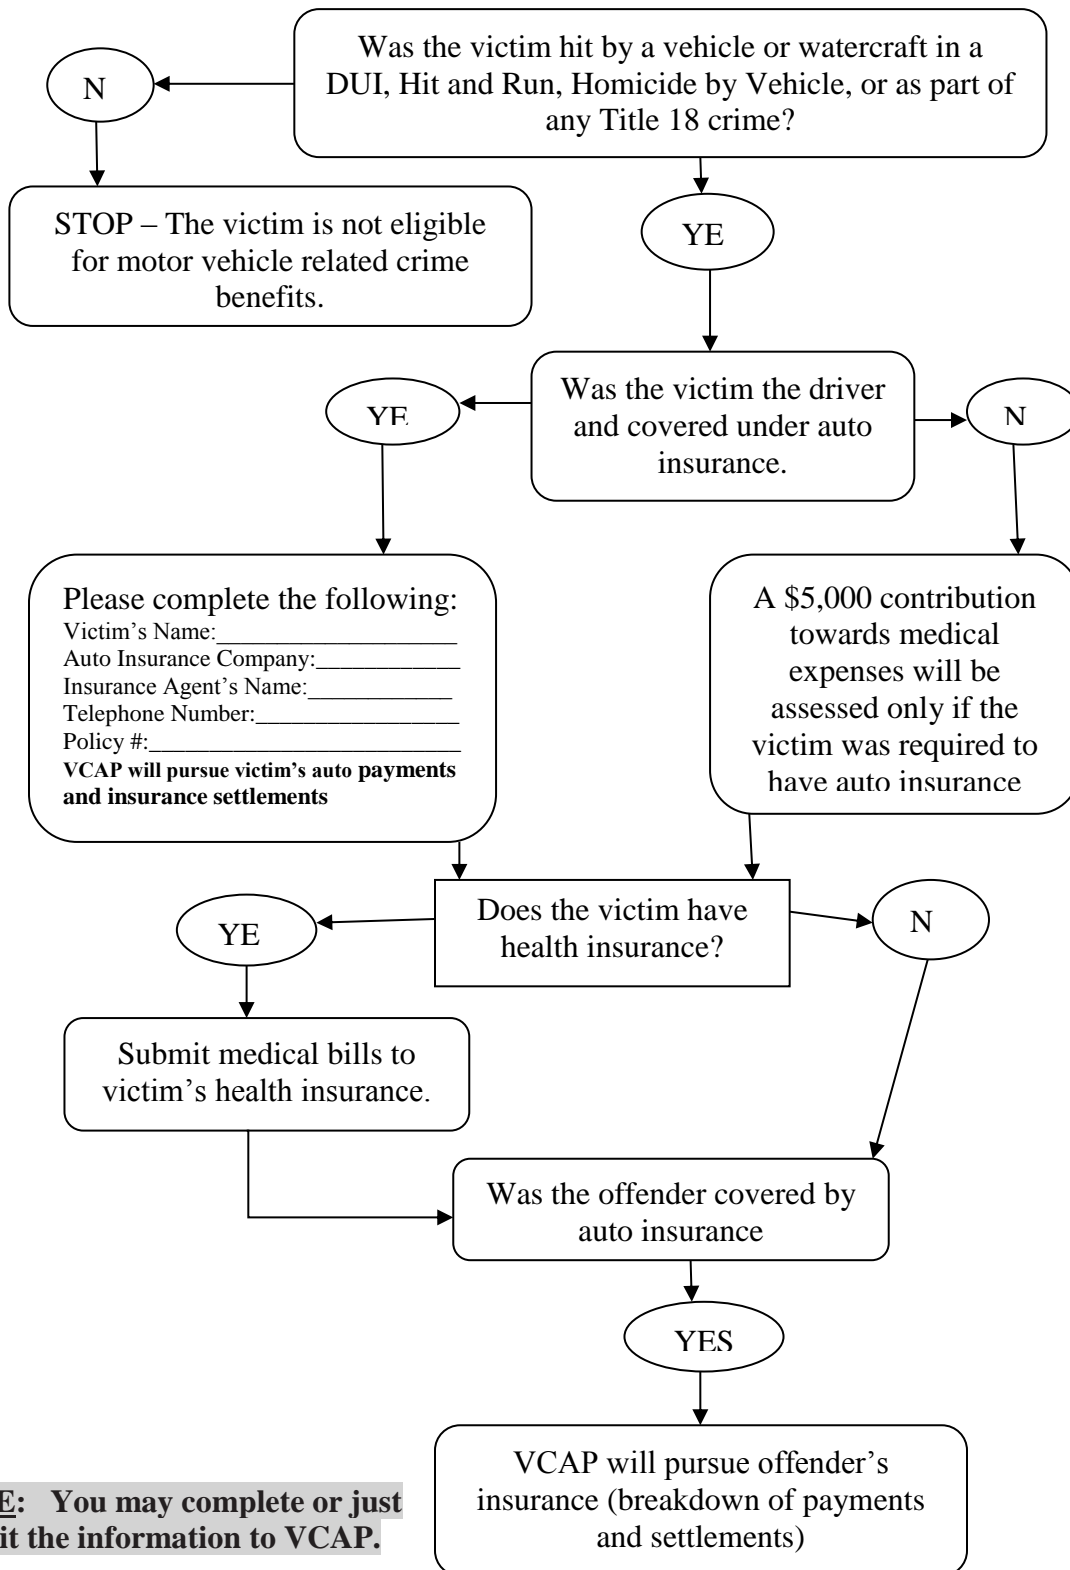 Was the victim hit by a vehicle or watercraft in a
DUI, Hit and Run, Homicide by Vehicle, or as part of
any Title 18 crime?
N
STOP – The victim is not eligible
for motor vehicle related crime
benefits.
YE
Was the victim the driver
and covered under auto
insurance.
YE
N
Please complete the following:
Victim's Name:____________________
Auto Insurance Company:____________
Insurance Agent's Name:____________
Telephone Number:_________________
Policy #:__________________________
VCAP will pursue victim's auto payments
and insurance settlements
A $5,000 contribution
towards medical
expenses will be
assessed only if the
victim was required to
have auto insurance
Does the victim have
health insurance?
YE
N
Submit medical bills to
victim's health insurance.
Was the offender covered by
auto insurance
YES
VCAP will pursue offender's
insurance (breakdown of payments
and settlements)
E: You may complete or just
it the information to VCAP.